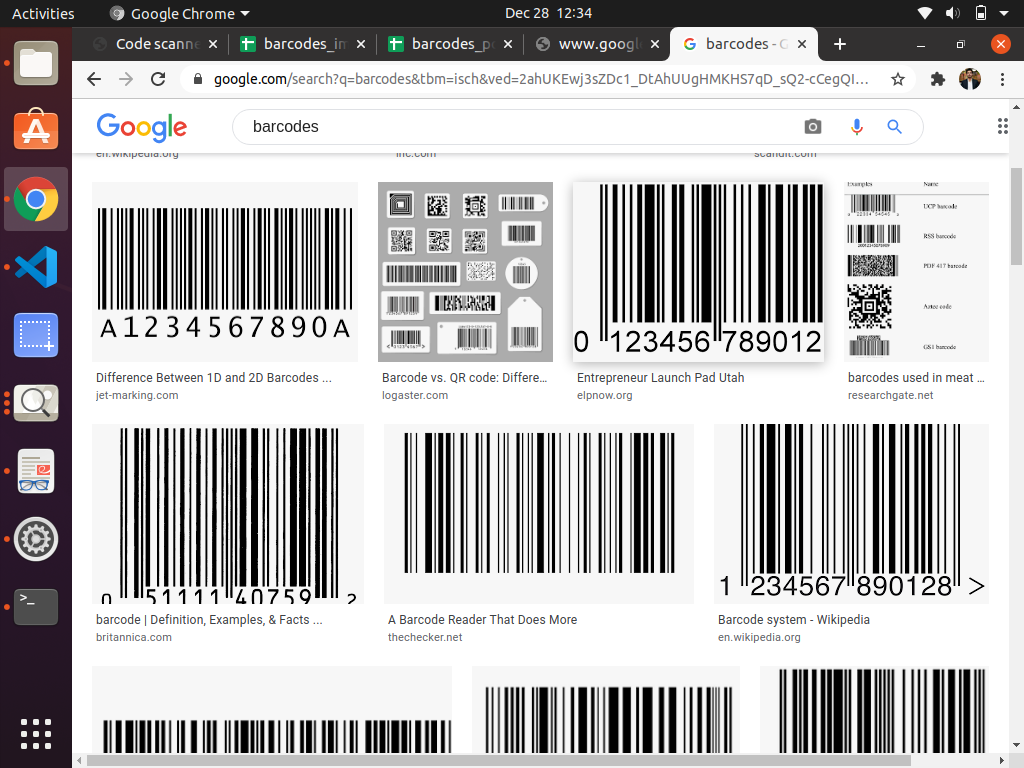 Activities Google Chrome Dec 28 12:34
Code scanne barcodes_im barcodes_po www.googl barcodes - G
google.com/search?q=barcodes&tbm=isch&ved=2ahUKEwj3sZDc1_DtAhUUgHMKHS7qD_sQ2-cCegQI...
Google barcodes
en.wikipedia.org inc.com scandit.com
A1234567890A
0 123456 789012
Examples Name
UCP barcode
RSS barcode
PDF 417 barcode
Aztec code
GS1 barcode
Difference Between 1D and 2D Barcodes ... Barcode vs. QR code: Differe... Entrepreneur Launch Pad Utah barcodes used in meat ...
jet-marking.com logaster.com elpnow.org researchgate.net
0 51111 40759 2
1 234567 890128 >
barcode | Definition, Examples, & Facts ... A Barcode Reader That Does More Barcode system - Wikipedia
britannica.com thechecker.net en.wikipedia.org